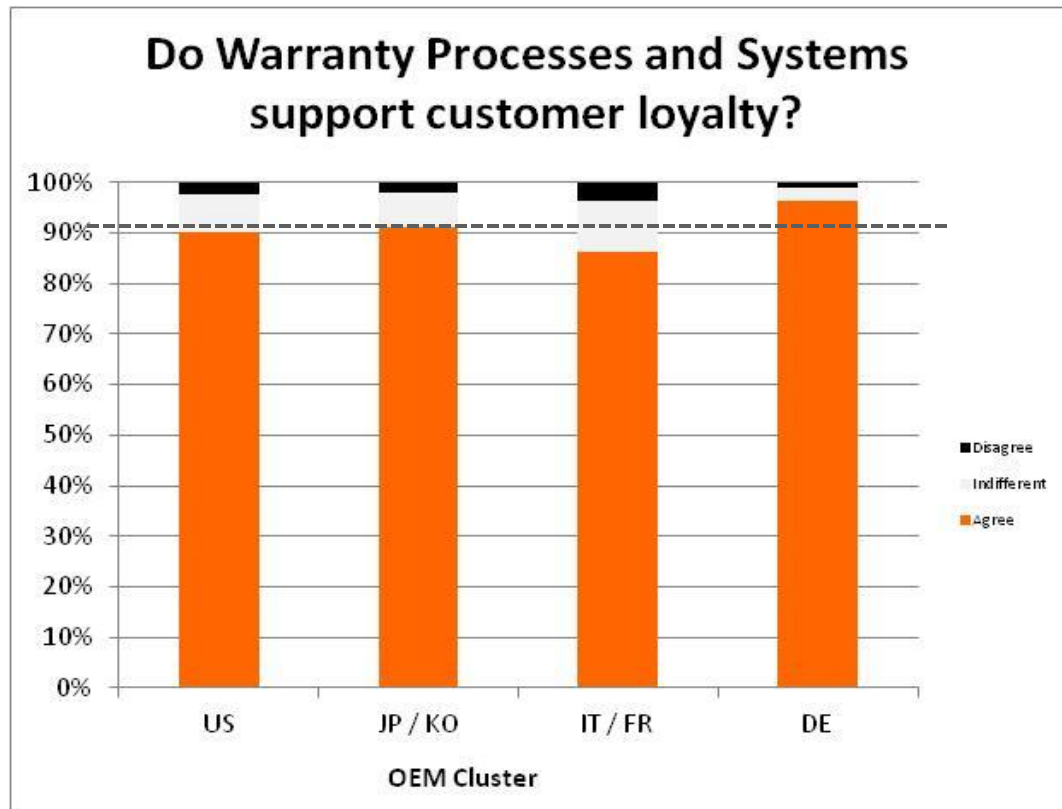 Do Warranty Processes and Systems
support customer loyalty?
100%
90%
80%
70%
60%
50%
40%
30%
20%
10%
0%
US
JP / KO
IT / FR
DE
OEM Cluster
Disagree
Indifferent
Agree